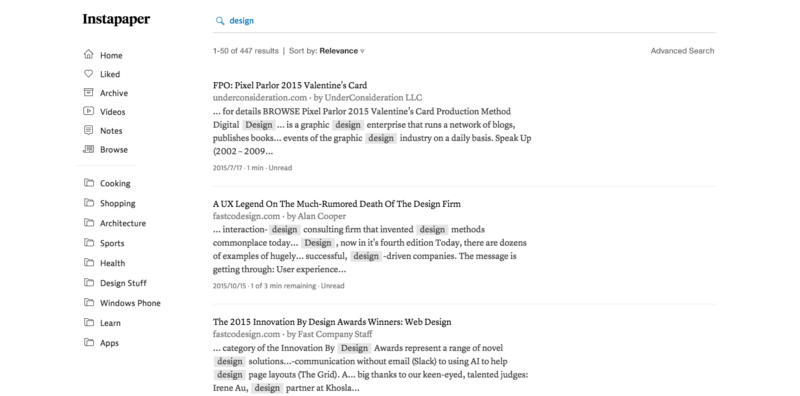 Instapaper
design
1-50 of 447 results | Sort by: Relevance ▿
Advanced Search
Home
Liked
Archive
Videos
Notes
Browse
Cooking
Shopping
Architecture
Sports
Health
Design Stuff
Windows Phone
Learn
Apps
FPO: Pixel Parlor 2015 Valentine's Card
underconsideration.com · by UnderConsideration LLC
... for details BROWSE Pixel Parlor 2015 Valentine's Card Production Method
Digital Design ... is a graphic design enterprise that runs a network of blogs,
publishes books... events of the graphic design industry on a daily basis. Speak Up
(2002 – 2009...
2015/7/17 · 1 min · Unread
A UX Legend On The Much-Rumored Death Of The Design Firm
fastcodesign.com · by Alan Cooper
... interaction- design consulting firm that invented design methods
commonplace today... Design , now in it's fourth edition Today, there are dozens
of examples of hugely... successful, design -driven companies. The message is
getting through: User experience...
2015/10/15 · 1 of 3 min remaining · Unread
The 2015 Innovation By Design Awards Winners: Web Design
fastcodesign.com · by Fast Company Staff
... category of the Innovation By Design Awards represent a range of novel
design solutions...-communication without email (Slack) to using AI to help
design page layouts (The Grid). A... big thanks to our keen-eyed, talented judges:
Irene Au, design partner at Khosla...